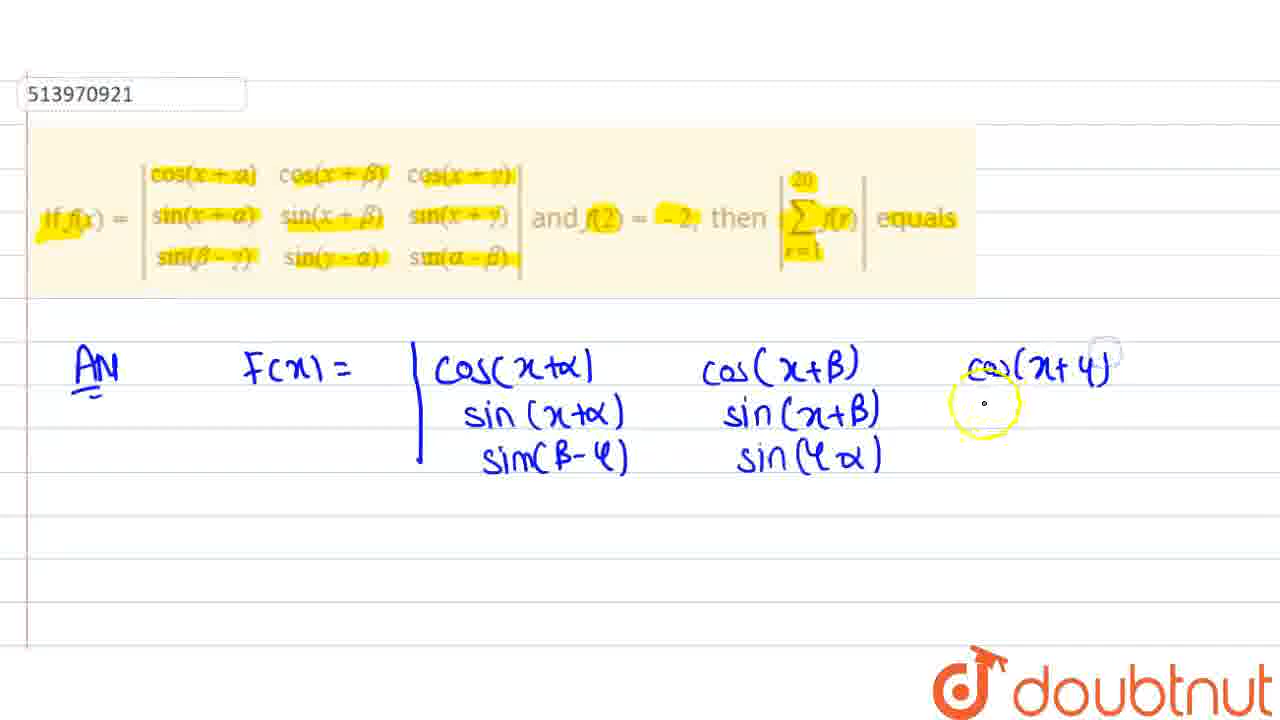 513970921
If f(x) = | cos(x + α) cos(x + β) cos(x + γ) |
| sin(x + α) sin(x + β) sin(x + γ) | and f(2) = - 2, then | 20 ∑ r=1 f(r) | equals
| sin(β - γ) sin(γ - α) sin(α - β) |
AN F(x) = | cos(x+α) cos(x+β) cos(x+γ)
sin(x+α) sin(x+β)
sin(β-γ) sin(γ-α)
doubtnut